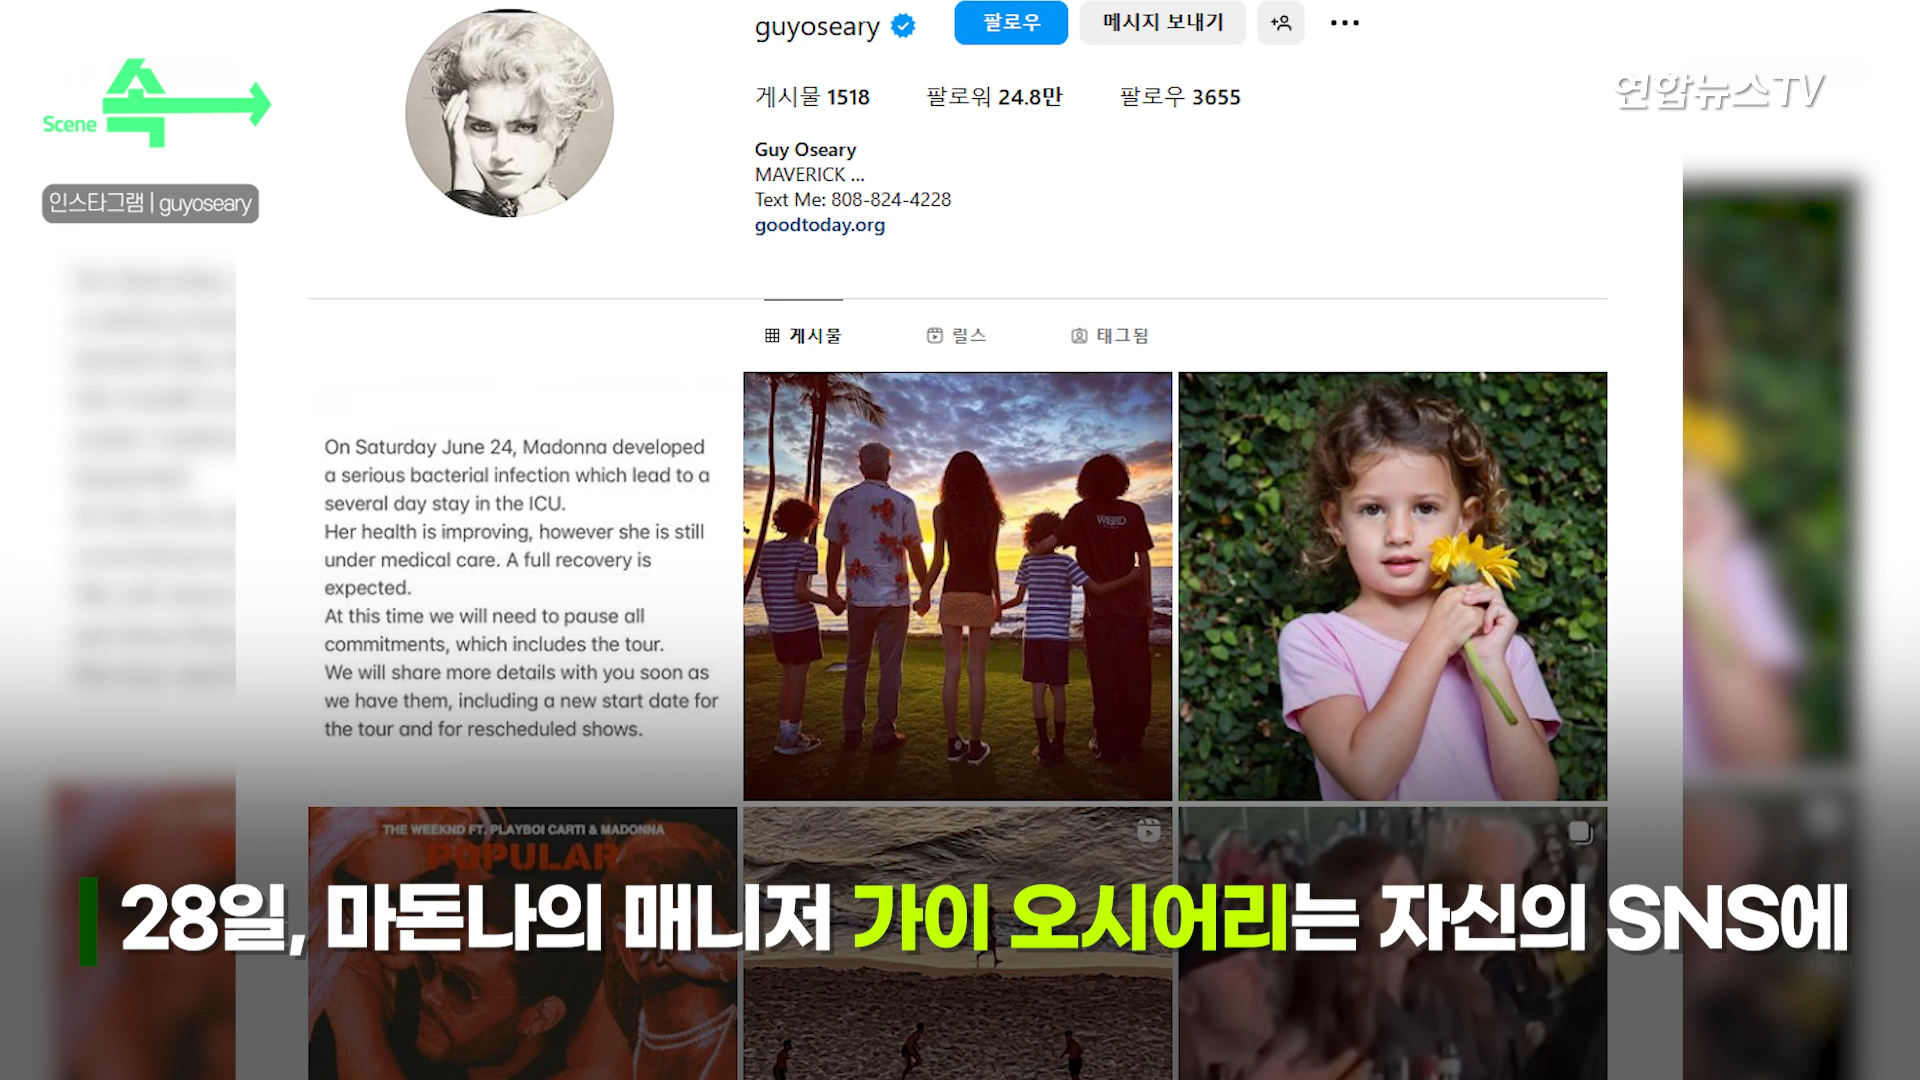 guyoseary
팔로우
메시지 보내기
연합뉴스TV
Scene
속
게시물 1518
팔로워 24.8만
팔로우 3655
Guy Oseary
MAVERICK ...
Text Me: 808-824-4228
goodtoday.org
인스타그램 | guyoseary
게시물
릴스
태그됨
On Saturday June 24, Madonna developed
a serious bacterial infection which lead to a
several day stay in the ICU.
Her health is improving, however she is still
under medical care. A full recovery is
expected.
At this time we will need to pause all
commitments, which includes the tour.
We will share more details with you soon as
we have them, including a new start date for
the tour and for rescheduled shows.
THE WEEKND FT. PLAYBOI CARTI & MADONNA
POPULAR
28일, 마돈나의 매니저 가이 오시어리는 자신의 SNS에